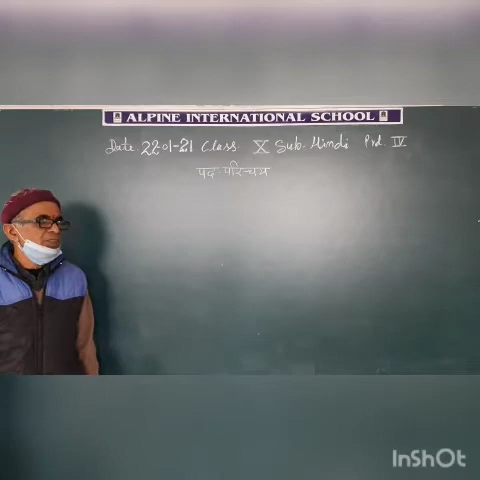 ALPINE INTERNATIONAL SCHOOL
Date 22-01-21 Class. X Sub. Hindi Prd. IV
पद-परिचय
InShOt